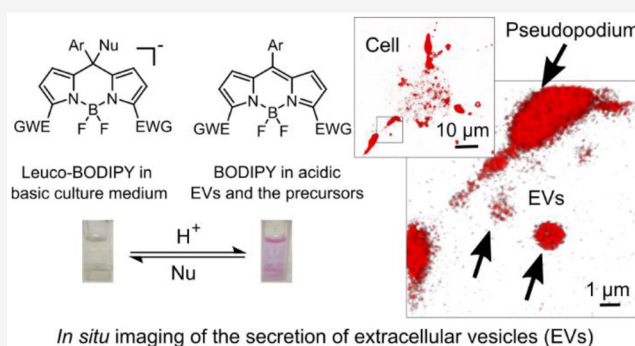 Ar Nu
-
N N
B
GWE F F EWG
Leuco-BODIPY in
basic culture medium
Ar
N N
B
GWE F F EWG
BODIPY in acidic
EVs and the precursors
H+
Nu
Cell
10 μm
Pseudopodium
EVs
1 μm
In situ imaging of the secretion of extracellular vesicles (EVs)